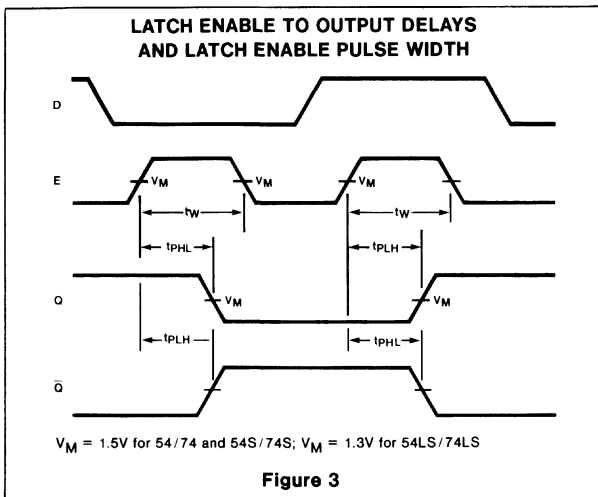 LATCH ENABLE TO OUTPUT DELAYS
AND LATCH ENABLE PULSE WIDTH
D
E
VM
VM
VM
tW
tW
tPHL
tPLH
Q
VM
VM
tPLH
tPHL
Q̅
VM = 1.5V for 54/74 and 54S/74S; VM = 1.3V for 54LS/74LS
Figure 3